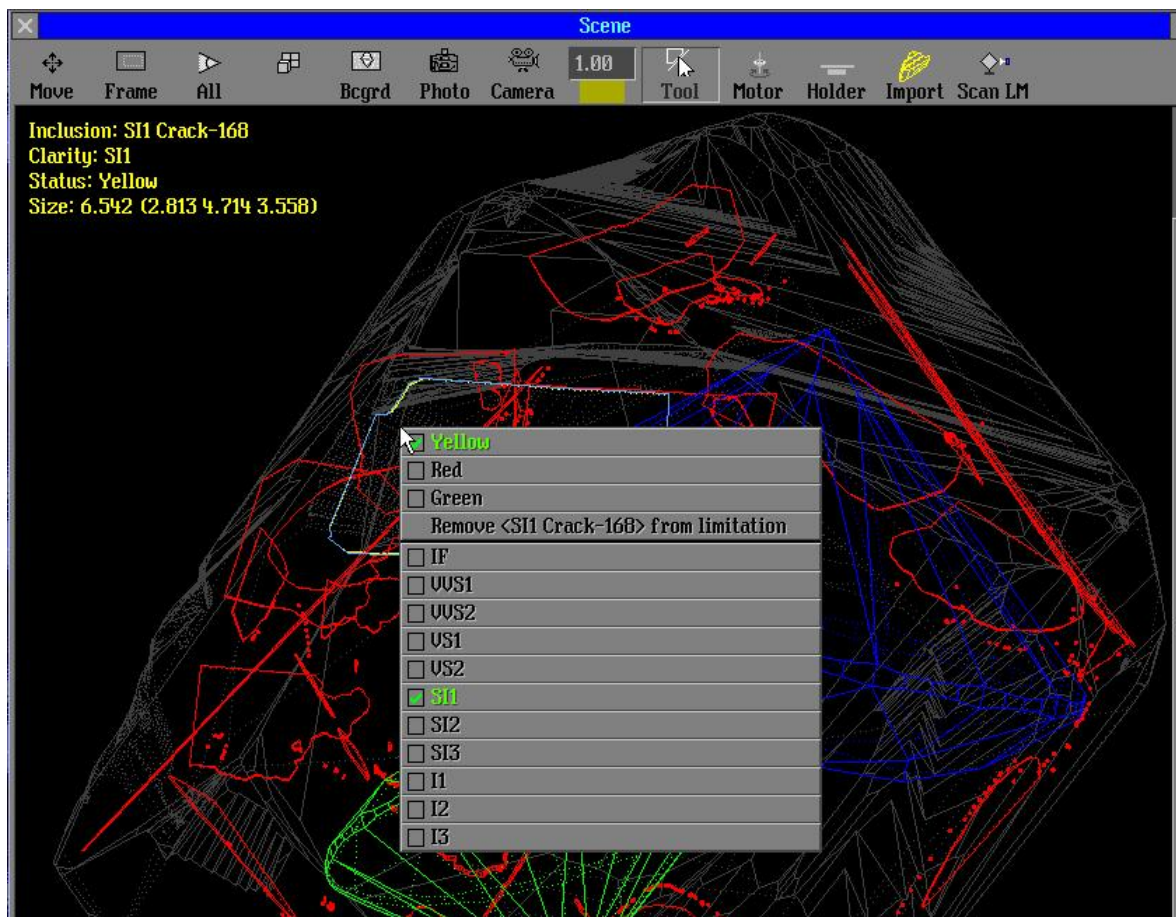 Scene
Move Frame All Bcgrd Photo Camera 1.00 Tool Motor Holder Import Scan LM
Inclusion: SI1 Crack-168
Clarity: SI1
Status: Yellow
Size: 6.542 (2.813 4.714 3.558)
Yellow
Red
Green
Remove <SI1 Crack-168> from limitation
IF
VVS1
VVS2
VS1
VS2
SI1
SI2
SI3
I1
I2
I3